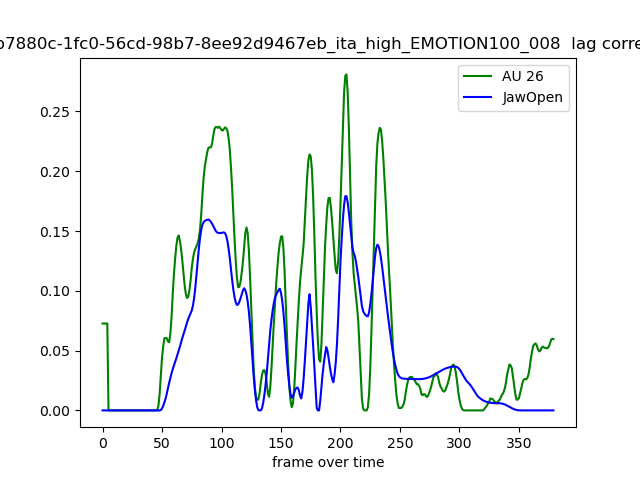 b7880c-1fc0-56cd-98b7-8ee92d9467eb_ita_high_EMOTION100_008 lag corre
AU 26
JawOpen
0.25
0.20
0.15
0.10
0.05
0.00
0 50 100 150 200 250 300 350
frame over time